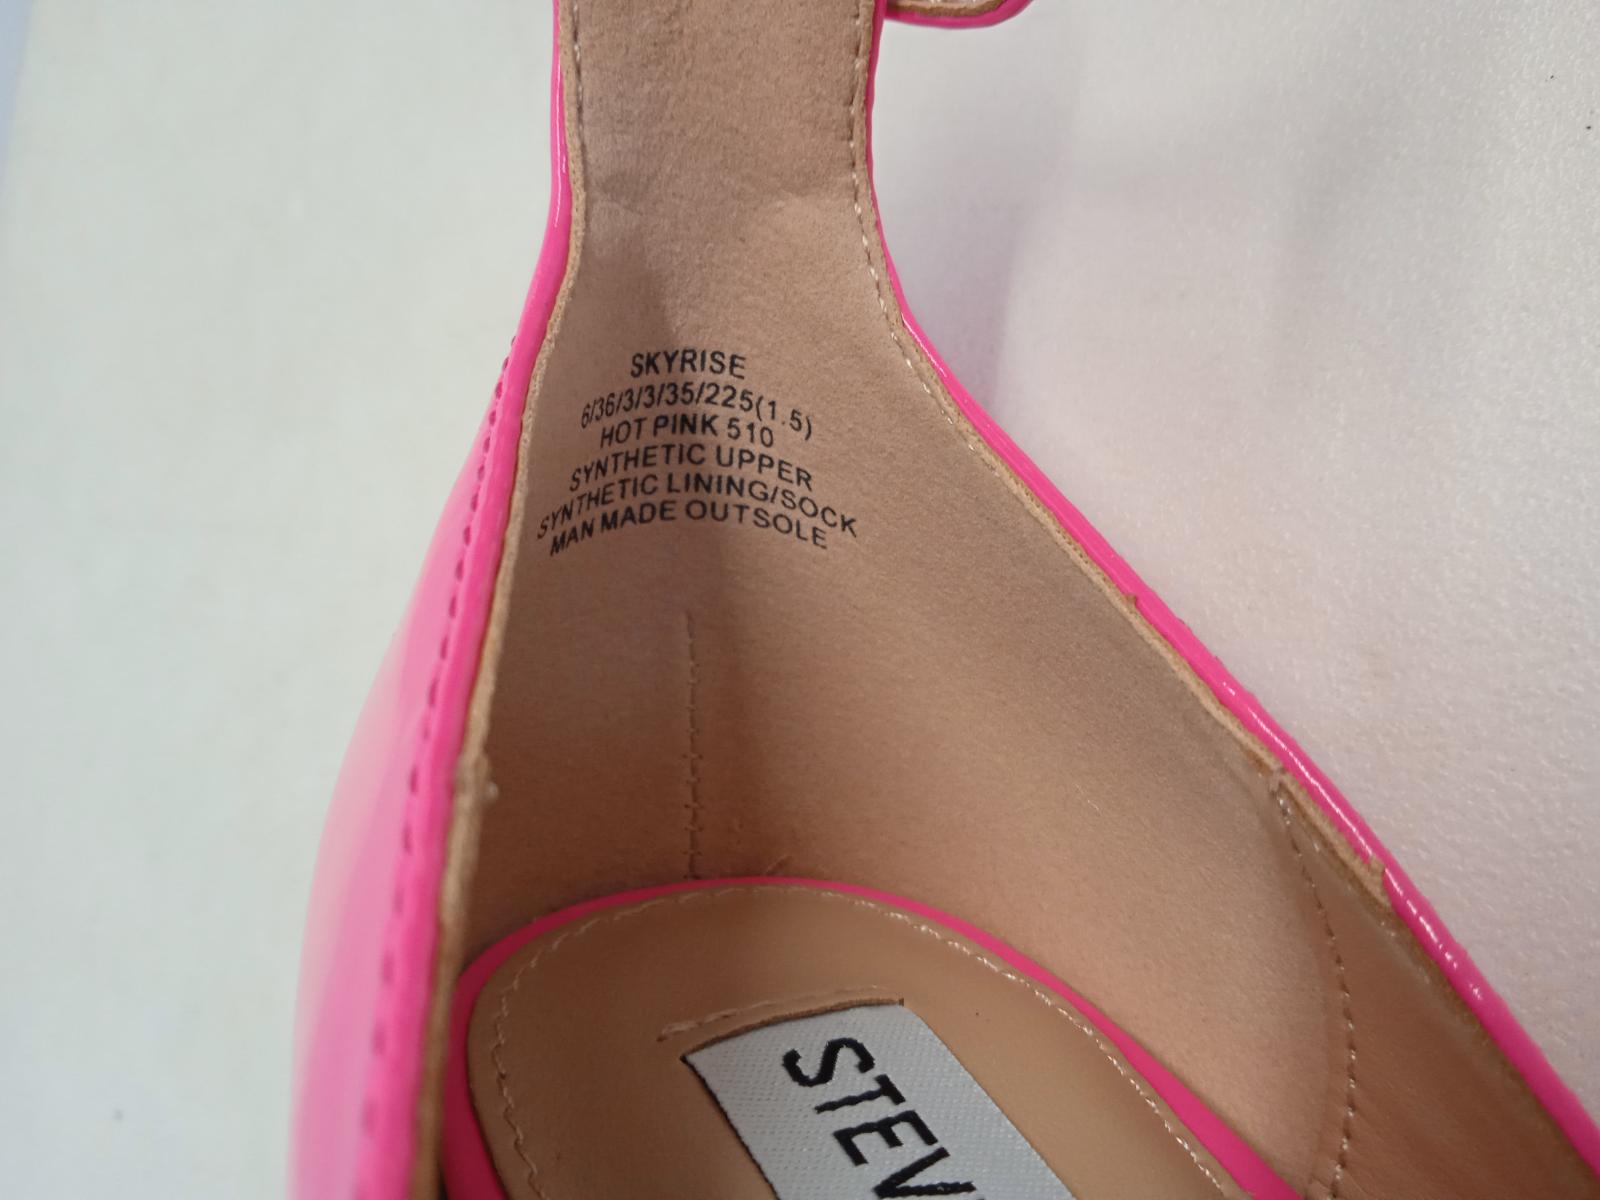 SKYRISE
6/36/3/3/35/225(1.5)
HOT PINK 510
SYNTHETIC UPPER
SYNTHETIC LINING/SOCK
MAN MADE OUTSOLE
STEV